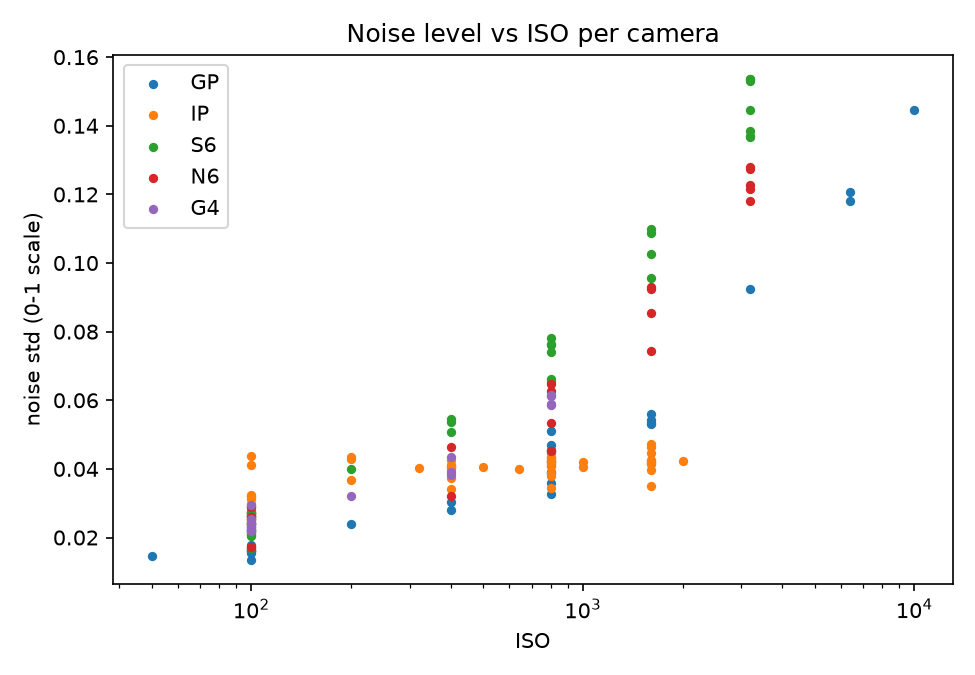 Noise level vs ISO per camera
GP
IP
S6
N6
G4
noise std (0-1 scale)
0.16
0.14
0.12
0.10
0.08
0.06
0.04
0.02
10²
10³
10⁴
ISO